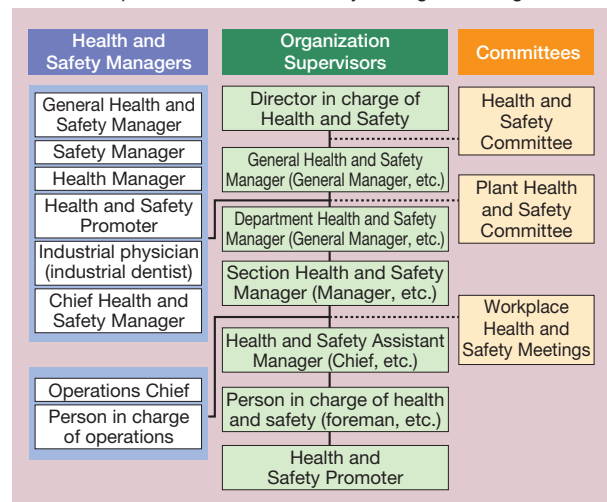 Health and
Safety Managers
General Health and
Safety Manager
Safety Manager
Health Manager
Health and Safety
Promoter
Industrial physician
(industrial dentist)
Chief Health and
Safety Manager
Operations Chief
Person in charge
of operations
Organization
Supervisors
Director in charge of
Health and Safety
General Health and Safety
Manager (General Manager, etc.)
Department Health and Safety
Manager (General Manager, etc.)
Section Health and Safety
Manager (Manager, etc.)
Health and Safety Assistant
Manager (Chief, etc.)
Person in charge of health
and safety (foreman, etc.)
Health and
Safety Promoter
Committees
Health and
Safety
Committee
Plant Health
and Safety
Committee
Workplace
Health and
Safety Meetings